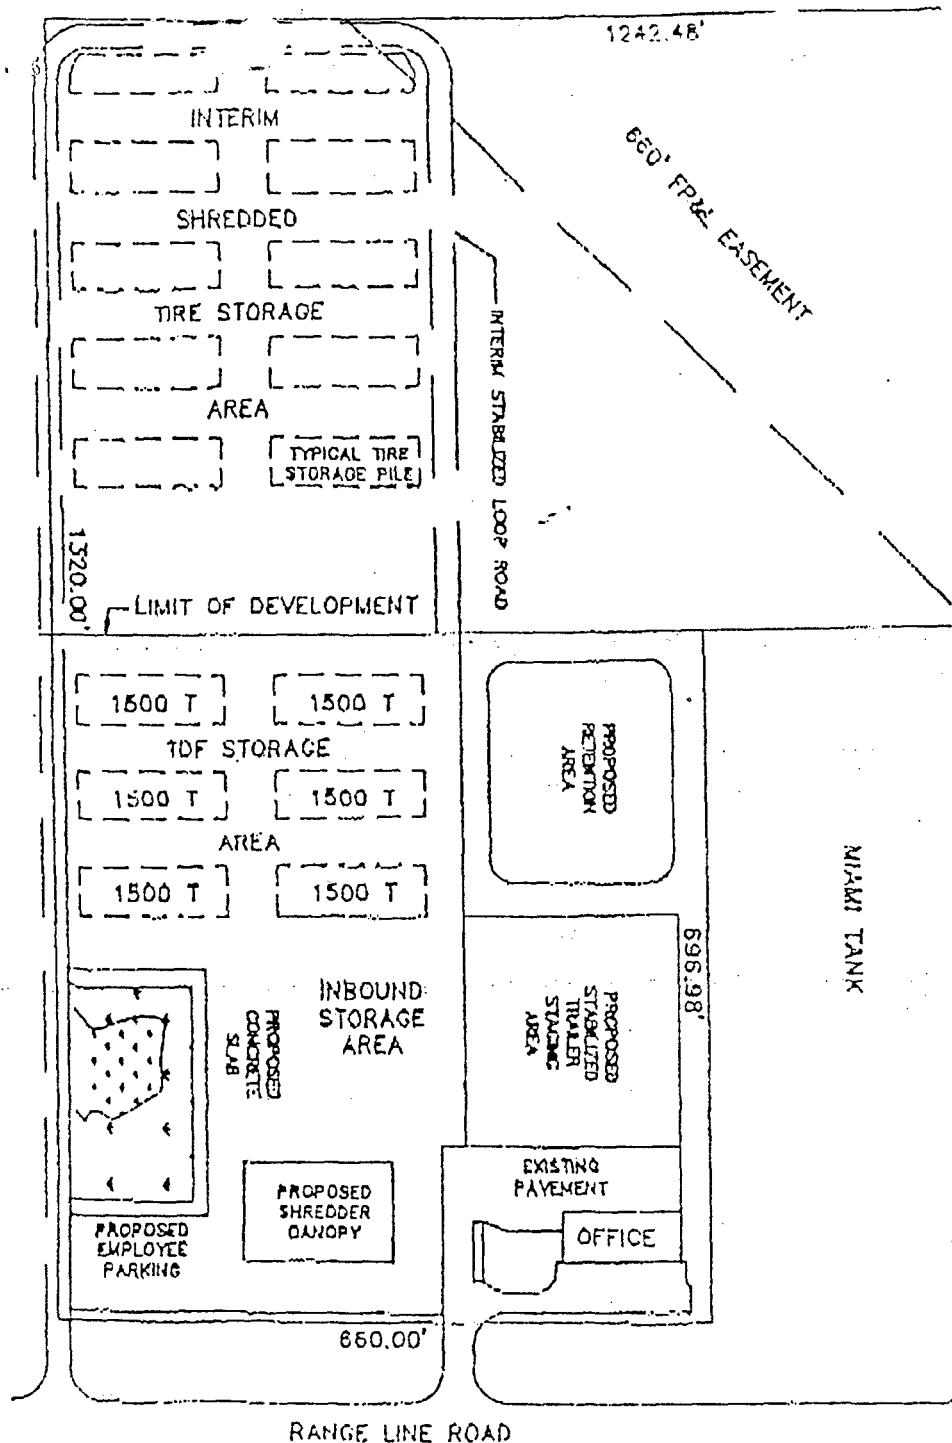 1242.48'
660' FP&L EASEMENT
INTERIM
SHREDDED
TIRE STORAGE
AREA
TYPICAL TIRE
STORAGE PILE
INTERIM STABILIZED LOOP ROAD
1320.00'
LIMIT OF DEVELOPMENT
1500 T
1500 T
TDF STORAGE
1500 T
1500 T
AREA
1500 T
1500 T
PROPOSED
RETENTION
AREA
MIAMI TANK
696.98'
INBOUND
STORAGE
AREA
PROPOSED
CONCRETE
SLAB
PROPOSED
STABILIZED
TRAILER
STAGING
AREA
EXISTING
PAVEMENT
OFFICE
PROPOSED
SHREDDER
CANOPY
PROPOSED
EMPLOYEE
PARKING
660.00'
RANGE LINE ROAD